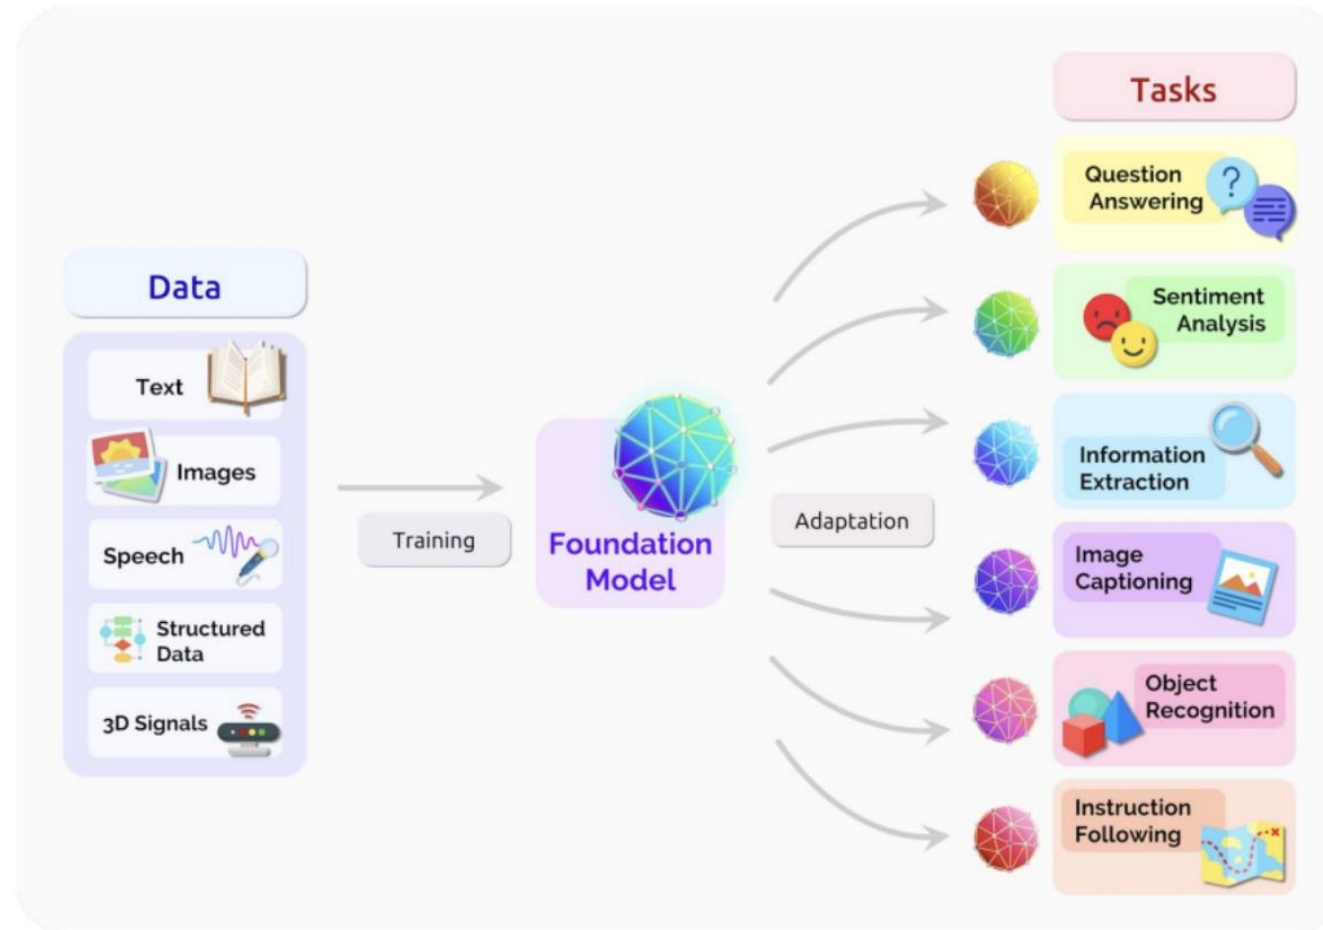 Data
Text
Images
Speech
Structured
Data
3D Signals
Training
Foundation
Model
Adaptation
Tasks
Question
Answering
?
Sentiment
Analysis
Information
Extraction
Image
Captioning
Object
Recognition
Instruction
Following